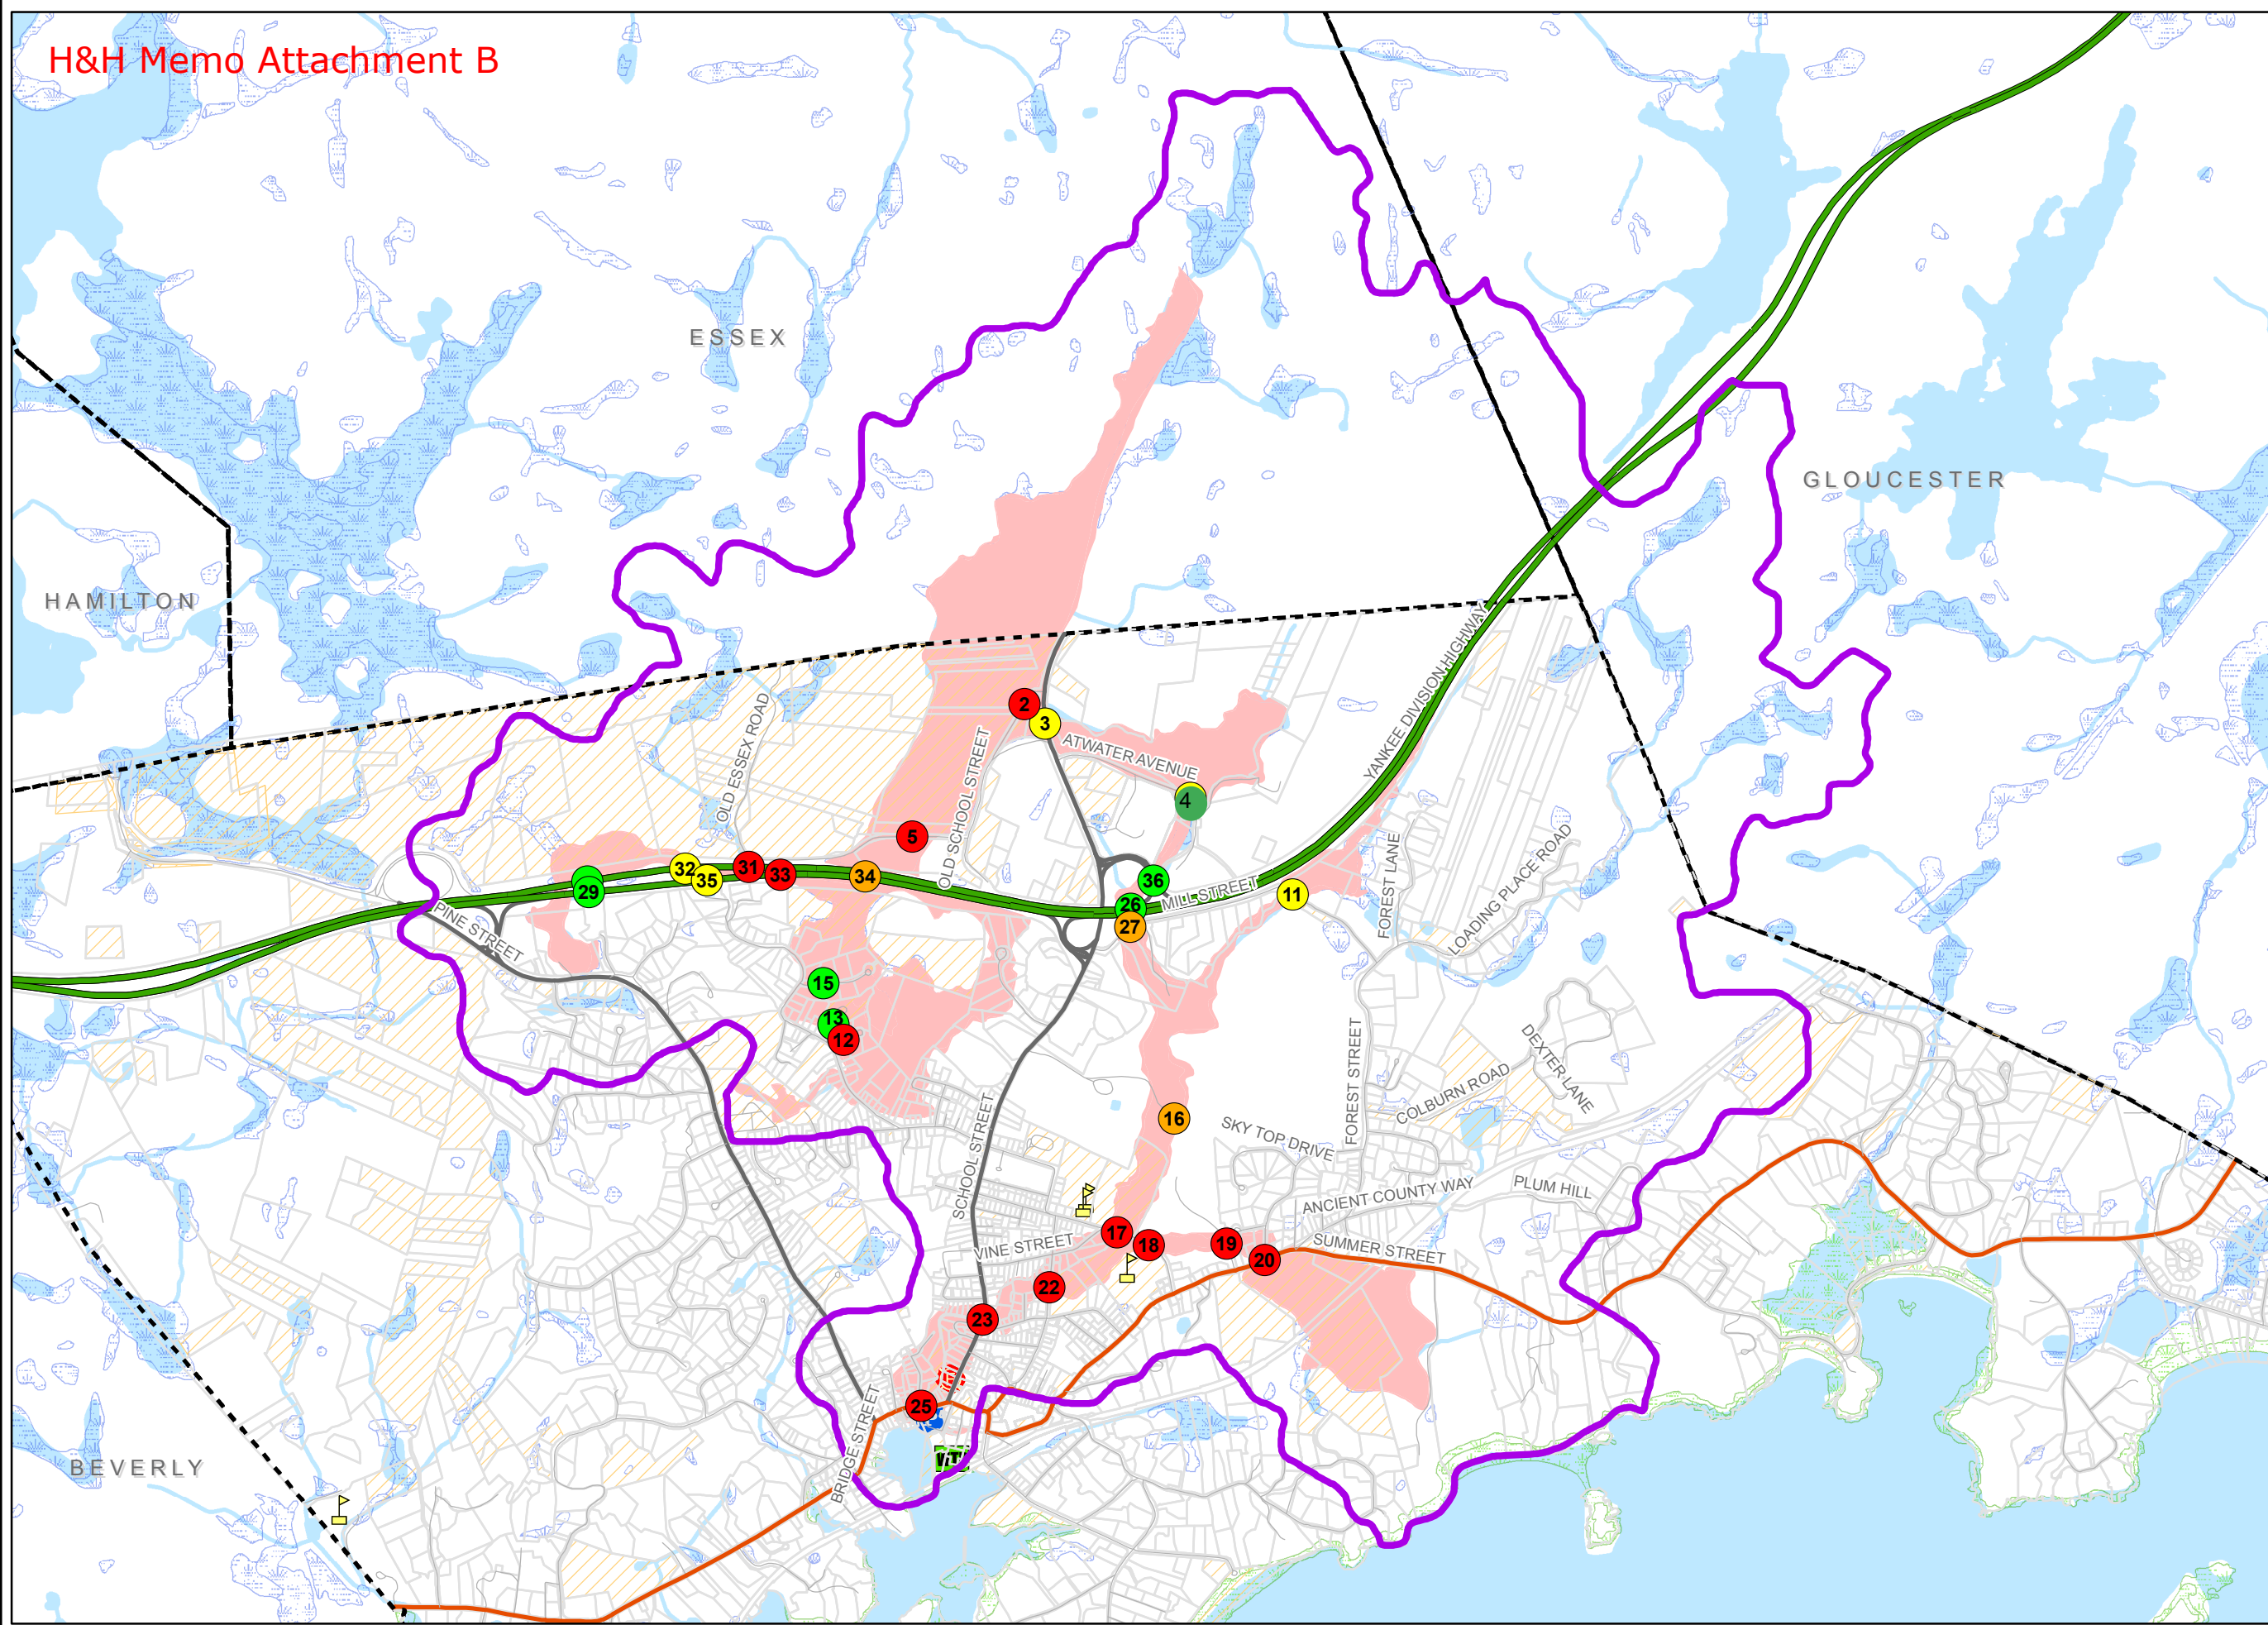 H&H Memo Attachment B
ESSEX
GLOUCESTER
HAMILTON
YANKEE DIVISION HIGHWAY
OLD ESSEX ROAD
2
3
ATWATER AVENUE
OLD SCHOOL STREET
4
5
32
35
31
33
34
29
36
26
27
MILL STREET
11
FOREST LANE
LOADING PLACE ROAD
PINE STREET
15
13
12
16
DEXTER LANE
COLBURN ROAD
FOREST STREET
SKY TOP DRIVE
SCHOOL STREET
ANCIENT COUNTY WAY
PLUM HILL
17
18
19
20
VINE STREET
SUMMER STREET
22
23
25
BRIDGE STREET
BEVERLY